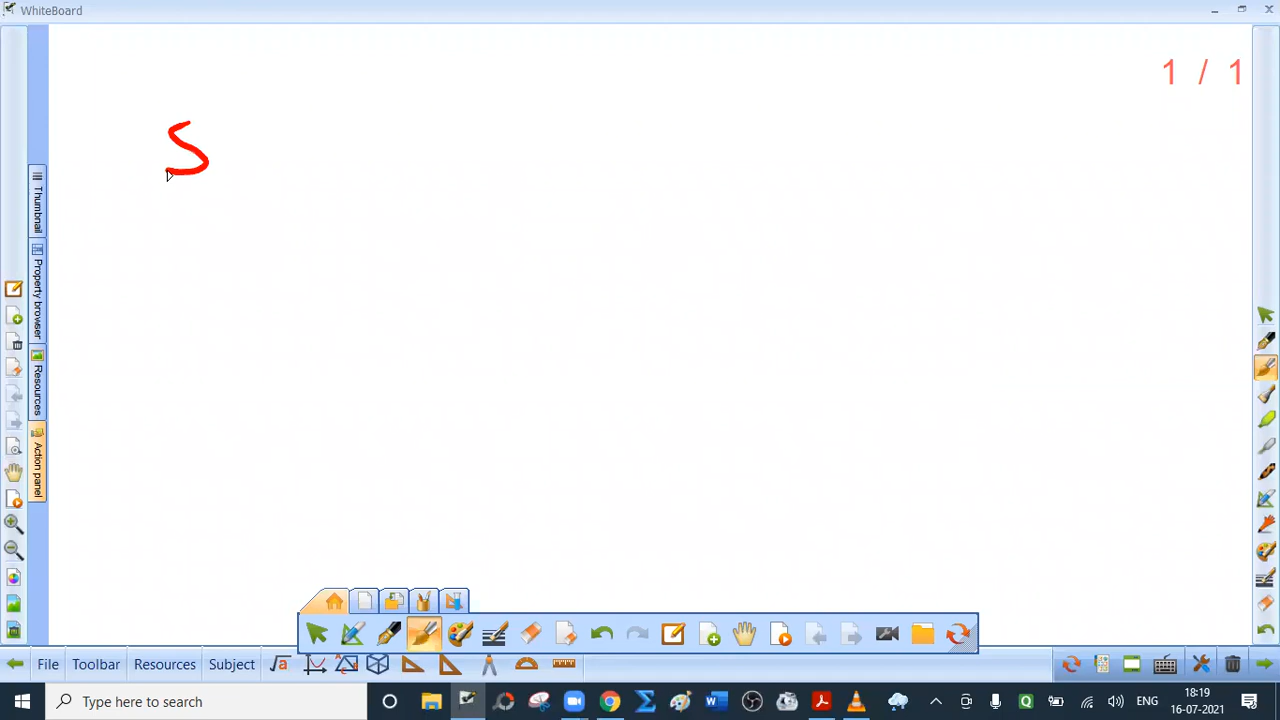 WhiteBoard
1 / 1
S
Thumbnail
Property browser
Resources
Action panel
File
Toolbar
Resources
Subject
Type here to search
ENG
18:19
16-07-2021